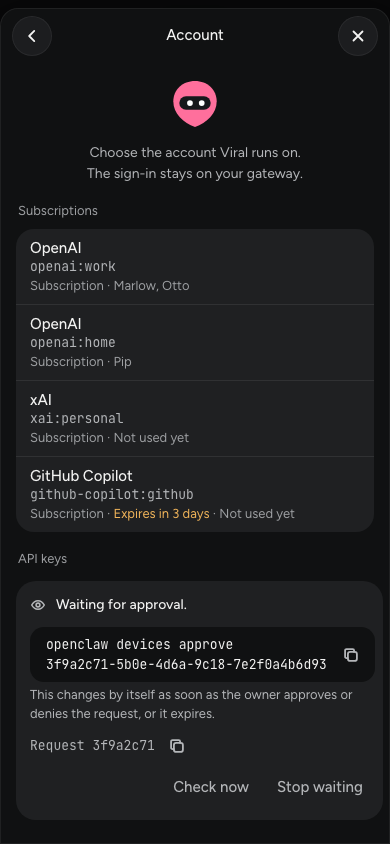 Account
Choose the account Viral runs on.
The sign-in stays on your gateway.
Subscriptions
OpenAI
openai:work
Subscription · Marlow, Otto
OpenAI
openai:home
Subscription · Pip
xAI
xai:personal
Subscription · Not used yet
GitHub Copilot
github-copilot:github
Subscription · Expires in 3 days · Not used yet
API keys
Waiting for approval.
openclaw devices approve
3f9a2c71-5b0e-4d6a-9c18-7e2f0a4b6d93
This changes by itself as soon as the owner approves or
denies the request, or it expires.
Request 3f9a2c71
Check now Stop waiting